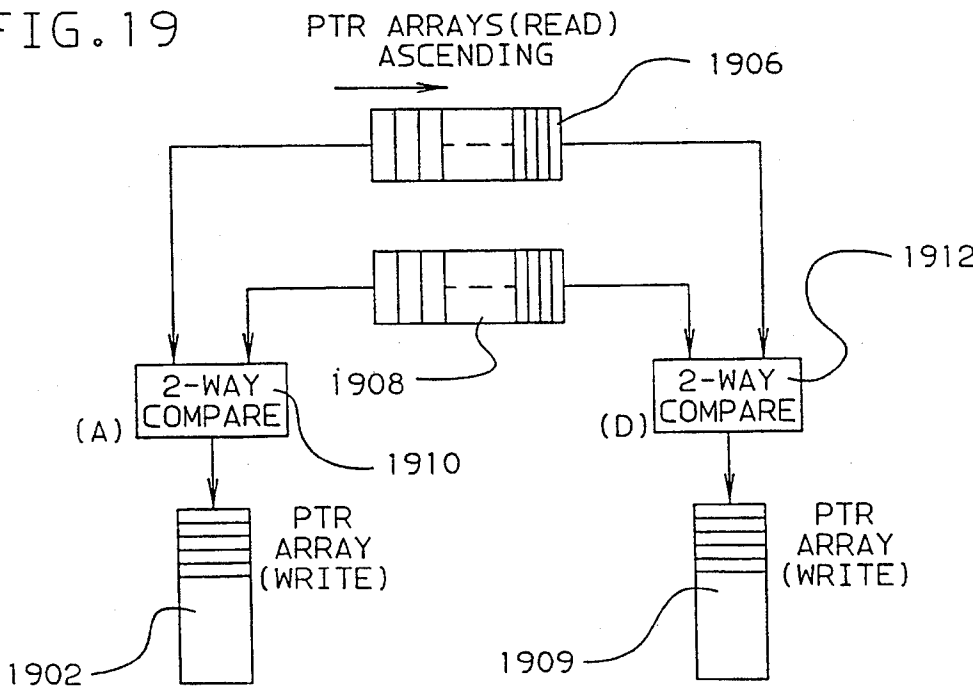 FIG.19
PTR ARRAYS(READ)
ASCENDING
1906
1912
1908
2-WAY
COMPARE
(A)
2-WAY
COMPARE
(D)
1910
PTR
ARRAY
(WRITE)
PTR
ARRAY
(WRITE)
1902
1909